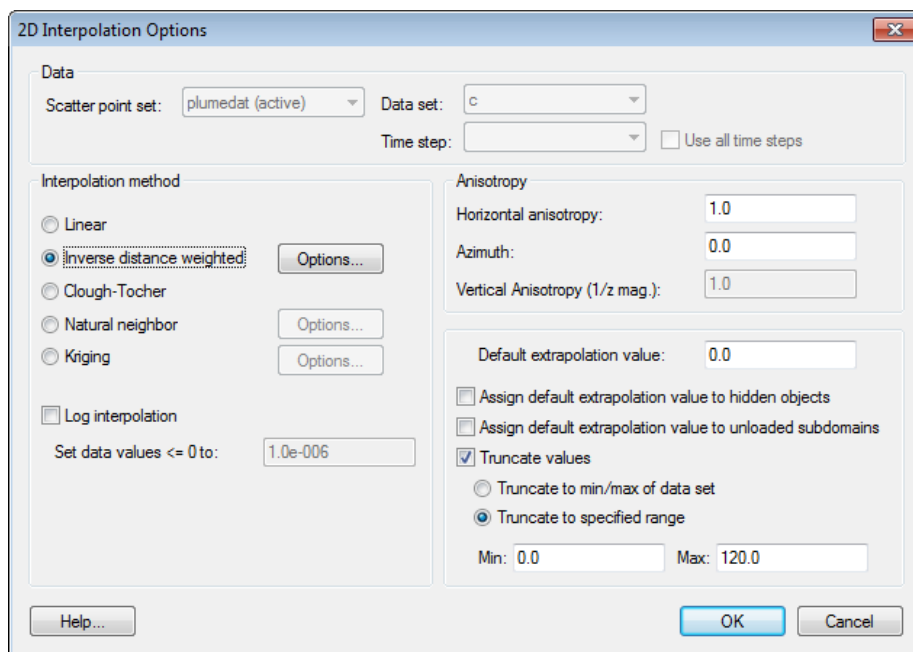 2D Interpolation Options
Data
Scatter point set: plumedat (active) Data set: c
Time step: Use all time steps
Interpolation method
Linear
Inverse distance weighted Options...
Clough-Tocher
Natural neighbor Options...
Kriging Options...
Log interpolation
Set data values <= 0 to: 1.0e-006
Anisotropy
Horizontal anisotropy: 1.0
Azimuth: 0.0
Vertical Anisotropy (1/z mag.): 1.0
Default extrapolation value: 0.0
Assign default extrapolation value to hidden objects
Assign default extrapolation value to unloaded subdomains
Truncate values
Truncate to min/max of data set
Truncate to specified range
Min: 0.0 Max: 120.0
Help... OK Cancel